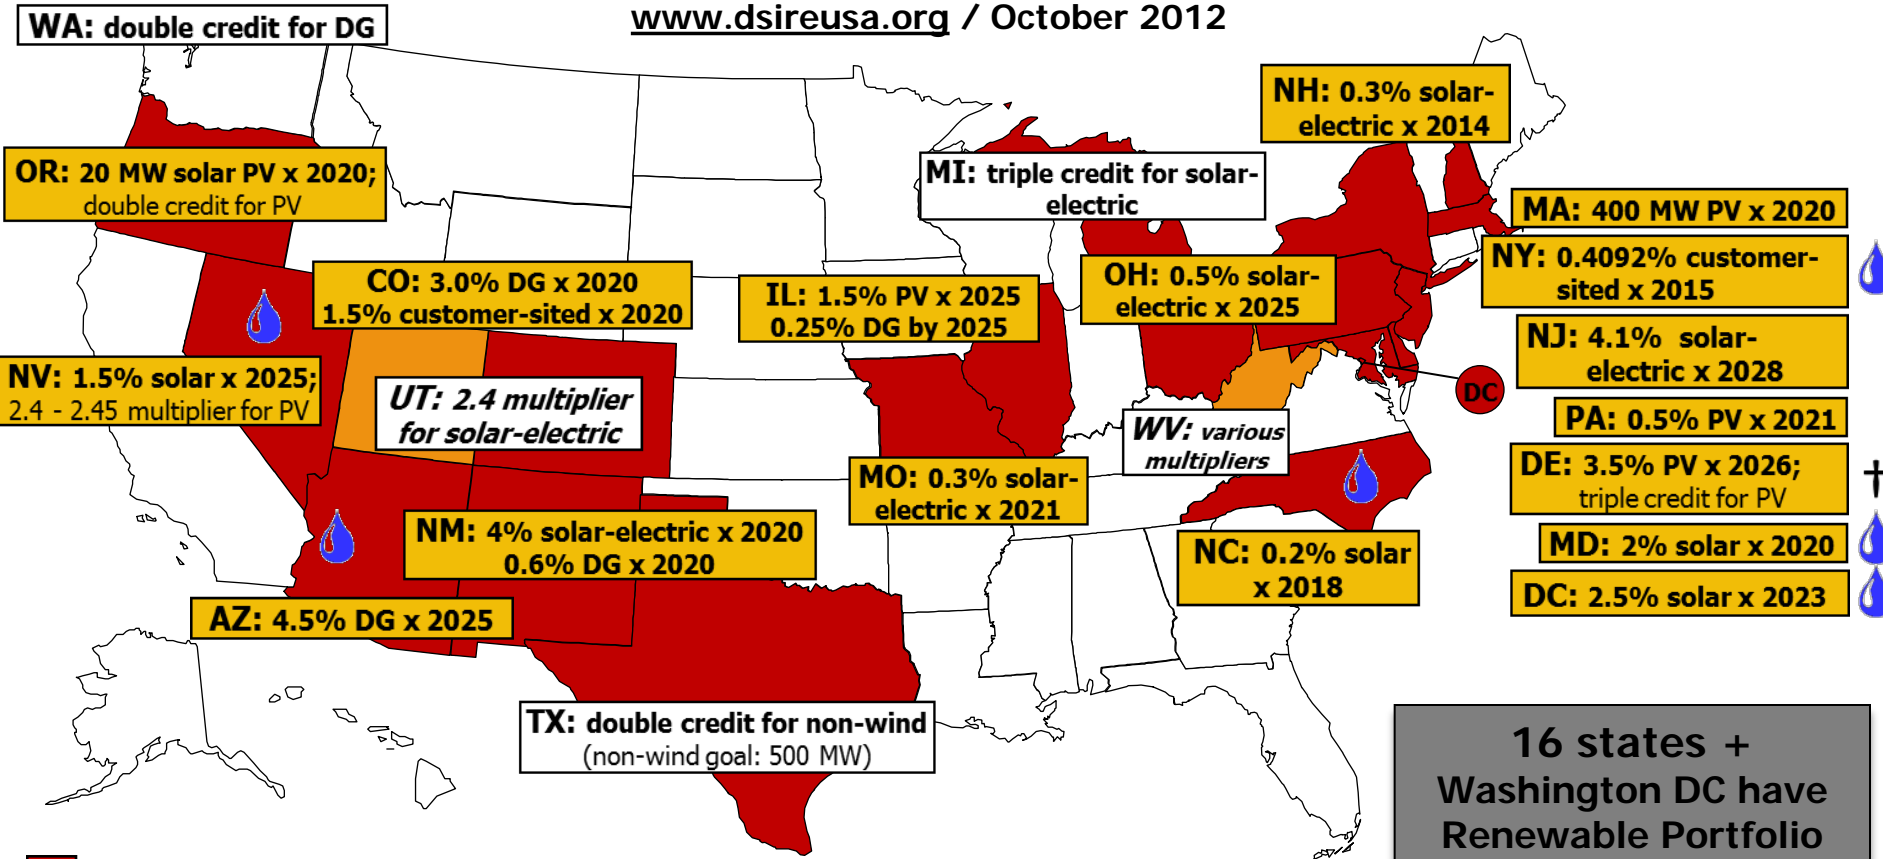 www.dsireusa.org / October 2012
WA: double credit for DG
NH: 0.3% solar-
electric x 2014
OR: 20 MW solar PV x 2020;
double credit for PV
MI: triple credit for solar-
electric
MA: 400 MW PV x 2020
NY: 0.4092% customer-
sited x 2015
CO: 3.0% DG x 2020
1.5% customer-sited x 2020
IL: 1.5% PV x 2025
0.25% DG by 2025
OH: 0.5% solar-
electric x 2025
NJ: 4.1% solar-
electric x 2028
NV: 1.5% solar x 2025;
2.4 - 2.45 multiplier for PV
UT: 2.4 multiplier
for solar-electric
DC
PA: 0.5% PV x 2021
WV: various
multipliers
DE: 3.5% PV x 2026;
triple credit for PV
†
MO: 0.3% solar-
electric x 2021
NM: 4% solar-electric x 2020
0.6% DG x 2020
NC: 0.2% solar
x 2018
MD: 2% solar x 2020
DC: 2.5% solar x 2023
AZ: 4.5% DG x 2025
TX: double credit for non-wind
(non-wind goal: 500 MW)
16 states +
Washington DC have
Renewable Portfolio